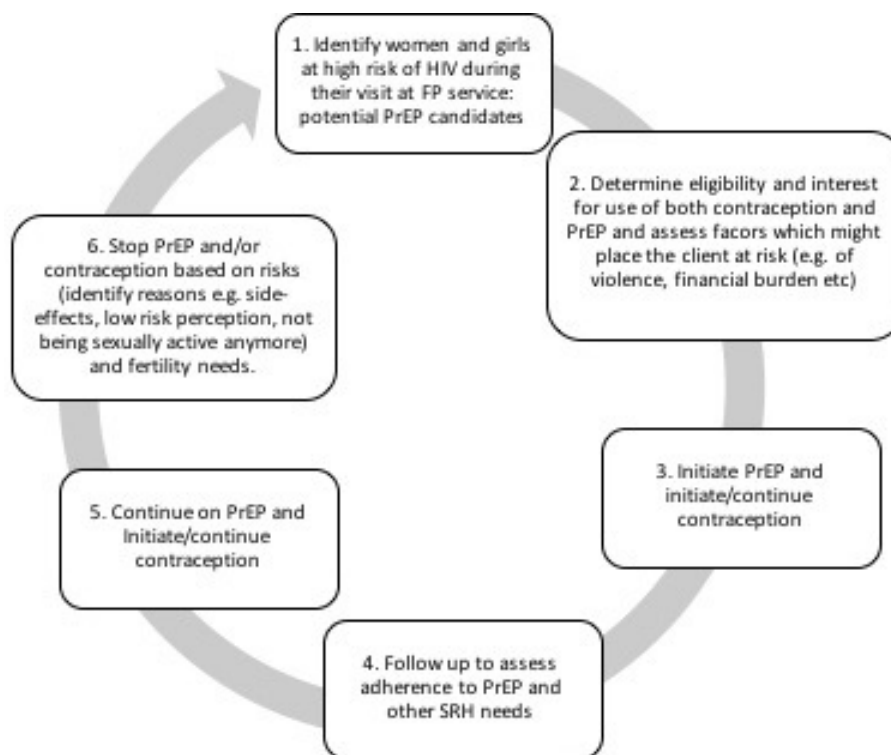 1. Identify women and girls
at high risk of HIV during
their visit at FP service:
potential PrEP candidates
2. Determine eligibility and interest
for use of both contraception and
PrEP and assess facors which might
place the client at risk (e.g. of
violence, financial burden etc)
3. Initiate PrEP and
initiate/continue
contraception
4. Follow up to assess
adherence to PrEP and
other SRH needs
5. Continue on PrEP and
Initiate/continue
contraception
6. Stop PrEP and/or
contraception based on risks
(identify reasons e.g. side-
effects, low risk perception, not
being sexually active anymore)
and fertility needs.